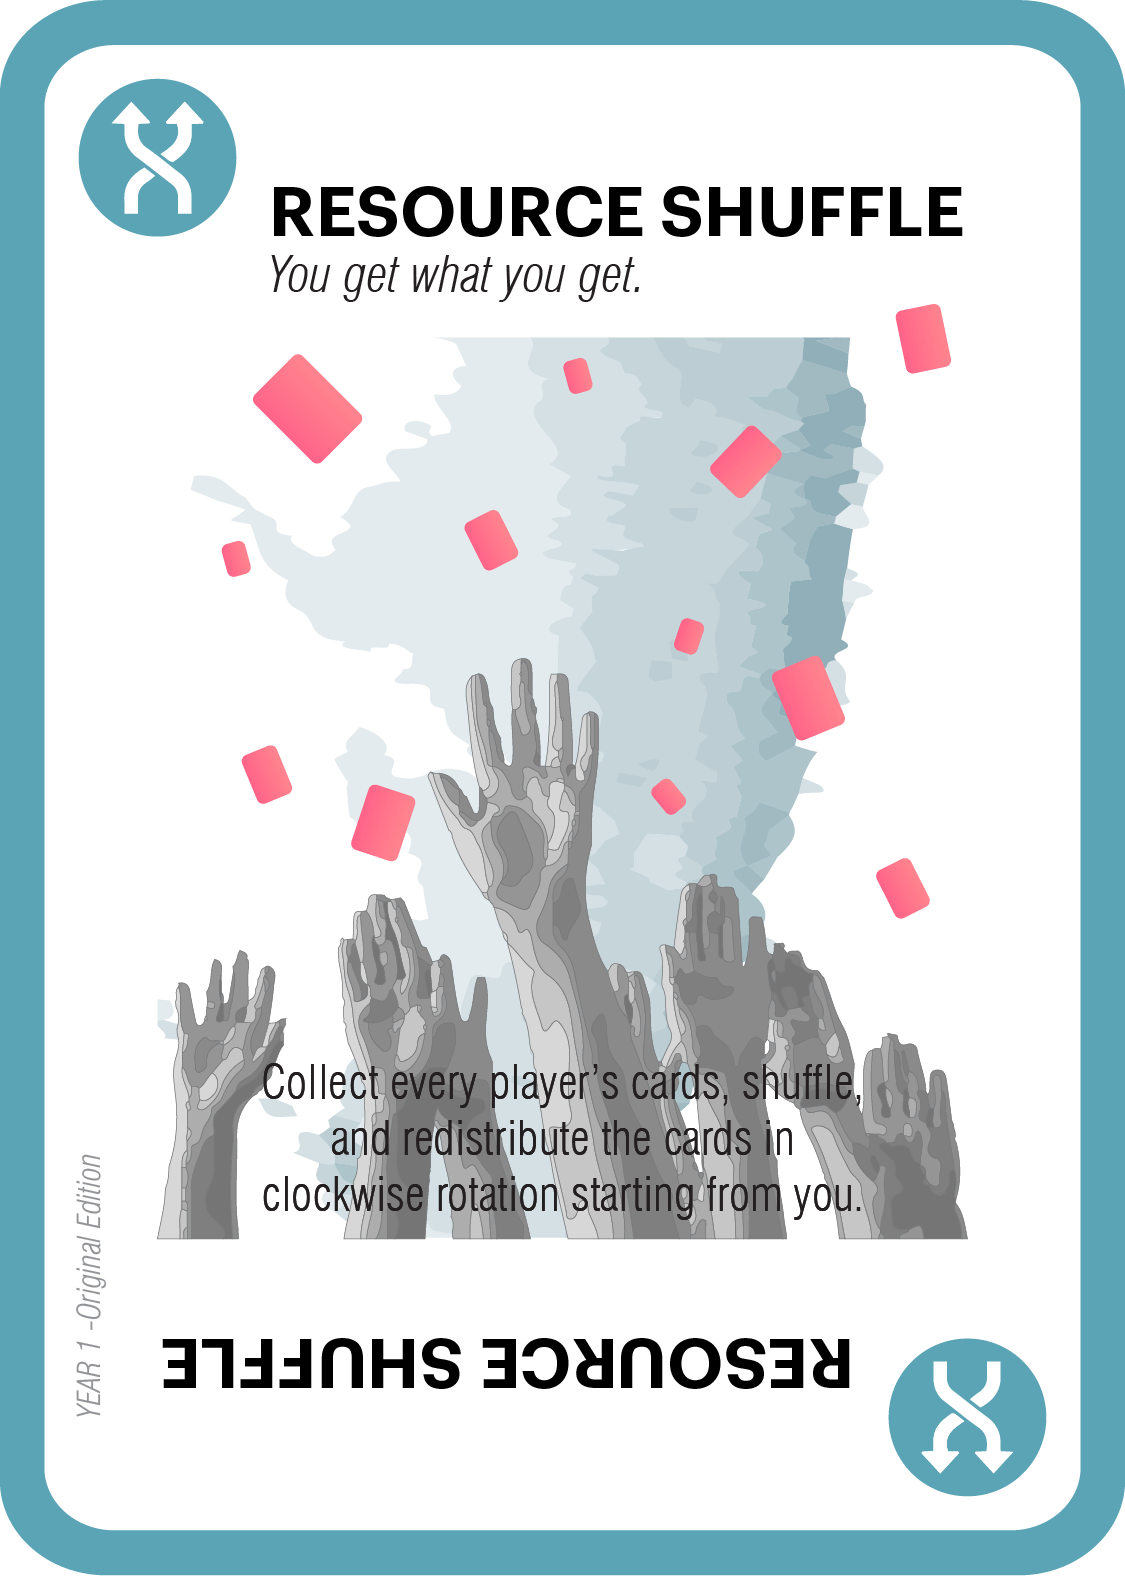 RESOURCE SHUFFLE
You get what you get.
Collect every player’s cards, shuffle,
and redistribute the cards in
clockwise rotation starting from you.
YEAR 1 -Original Edition
RESOURCE SHUFFLE